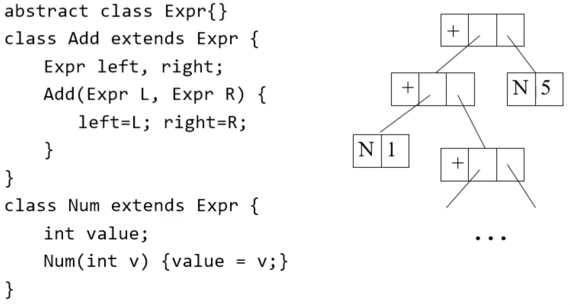 abstract class Expr{}
class Add extends Expr {
    Expr left, right;
    Add(Expr L, Expr R) {
        left=L; right=R;
    }
}
class Num extends Expr {
    int value;
    Num(int v) {value = v;}
}
+
+
N 5
N 1
+
...